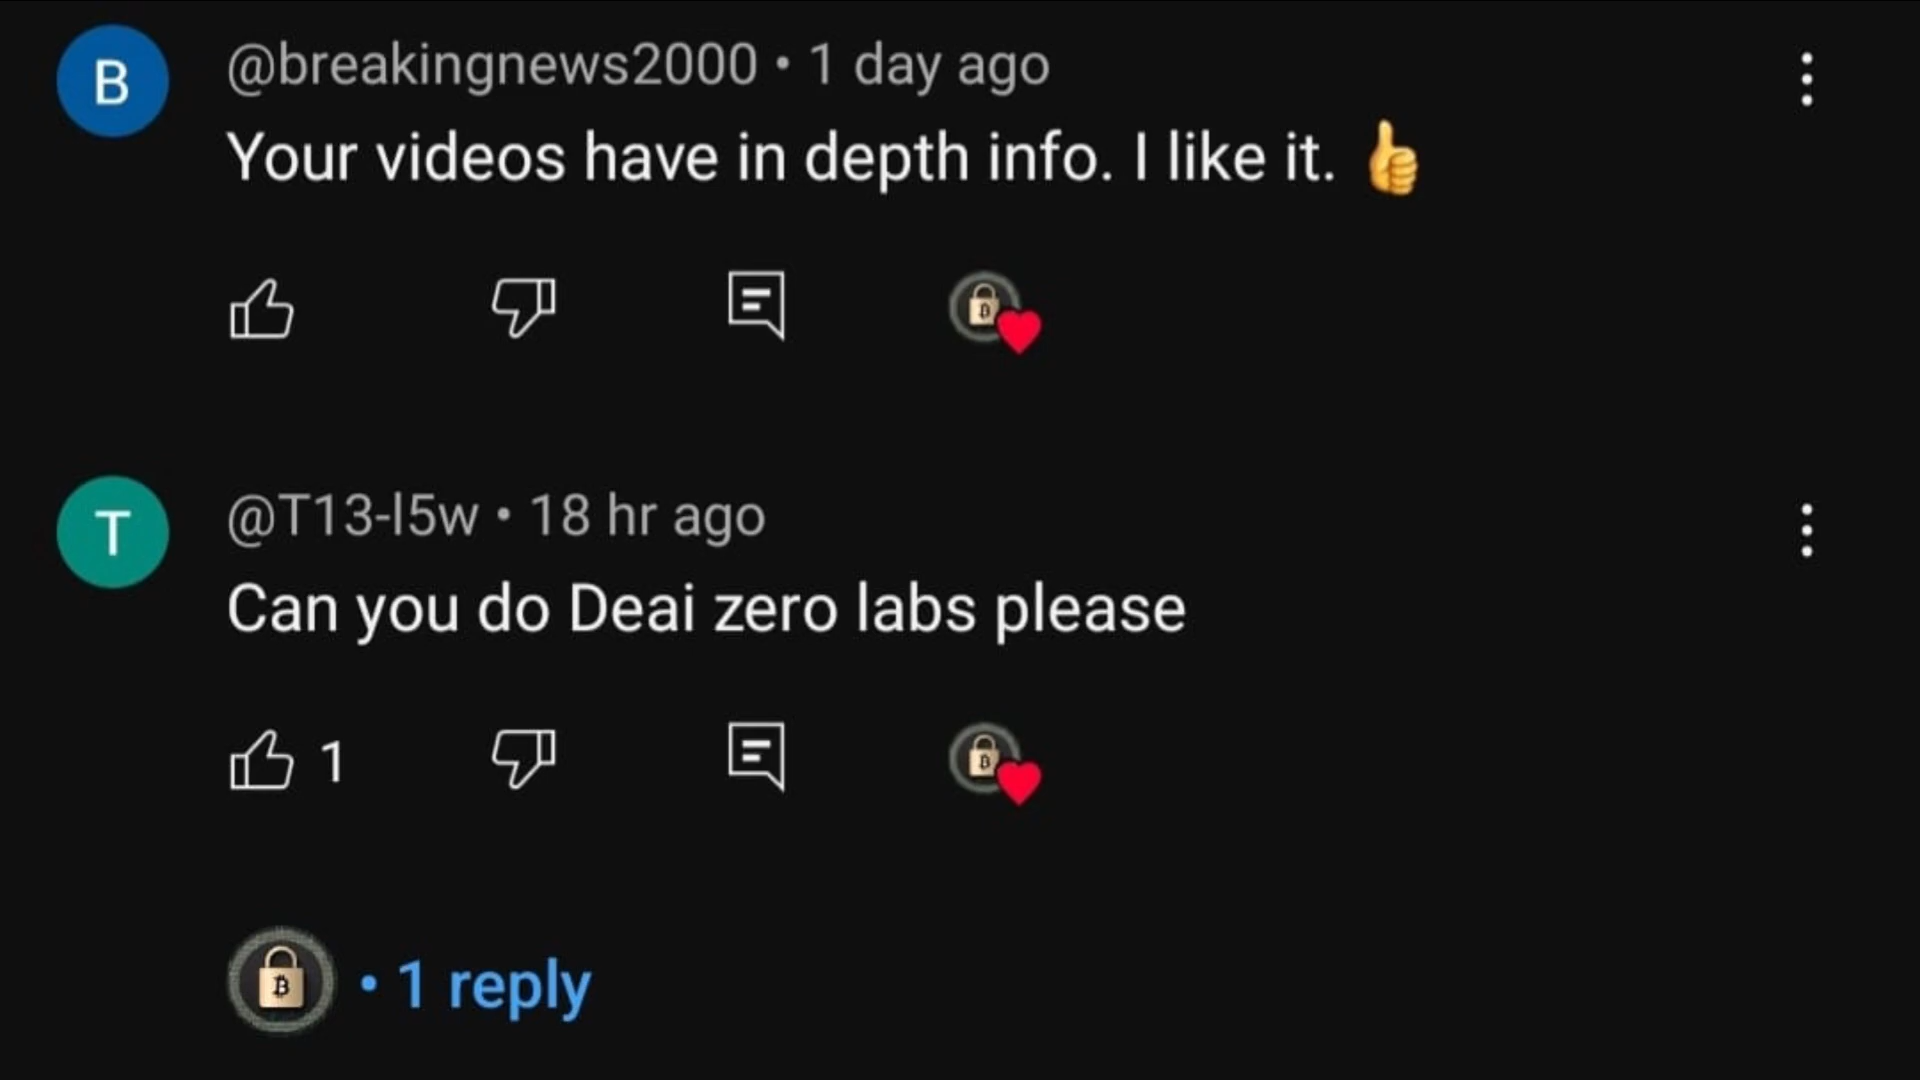 B
@breakingnews2000 • 1 day ago
Your videos have in depth info. I like it. 👍
T
@T13-l5w • 18 hr ago
Can you do Deai zero labs please
1
• 1 reply